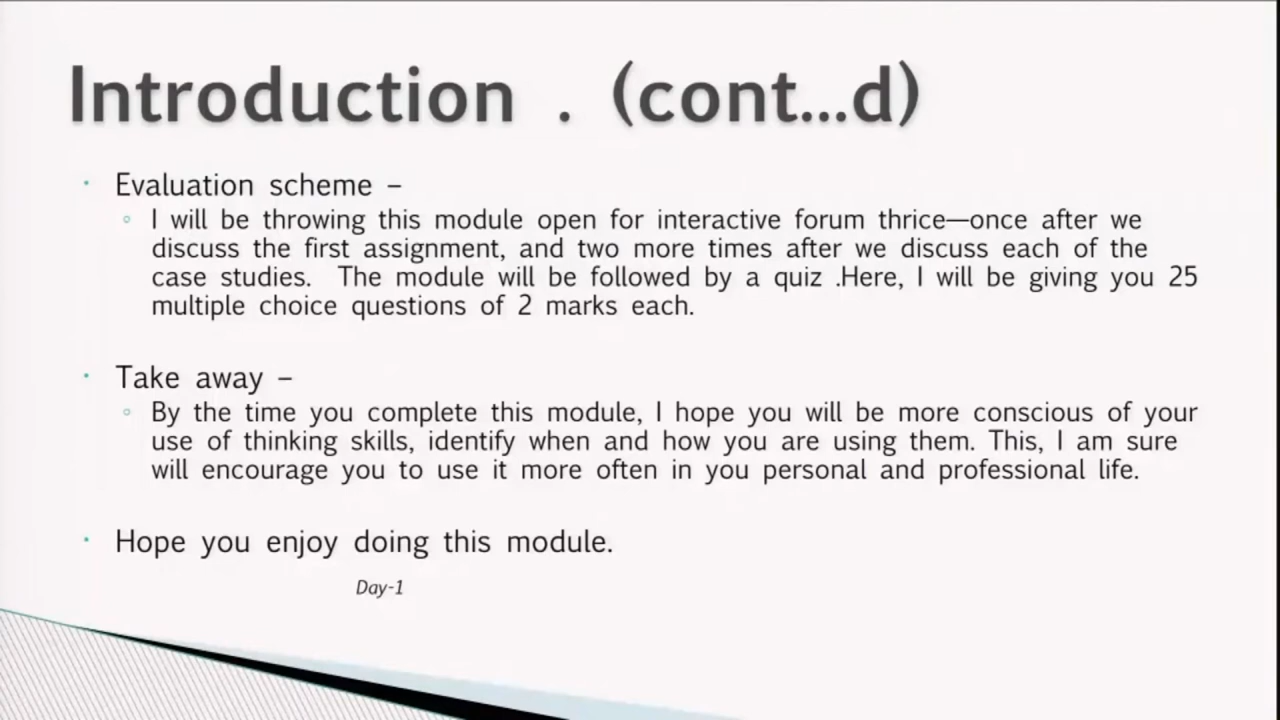 Introduction . (cont...d)
· Evaluation scheme –
◦ I will be throwing this module open for interactive forum thrice—once after we
discuss the first assignment, and two more times after we discuss each of the
case studies. The module will be followed by a quiz .Here, I will be giving you 25
multiple choice questions of 2 marks each.
· Take away –
◦ By the time you complete this module, I hope you will be more conscious of your
use of thinking skills, identify when and how you are using them. This, I am sure
will encourage you to use it more often in you personal and professional life.
· Hope you enjoy doing this module.
Day-1